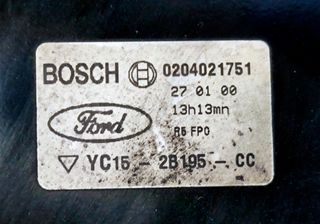 BOSCH 0204021751
27 01 00
13h13mn
Ford
R5 FPO
YC15 - 2B195 - CC